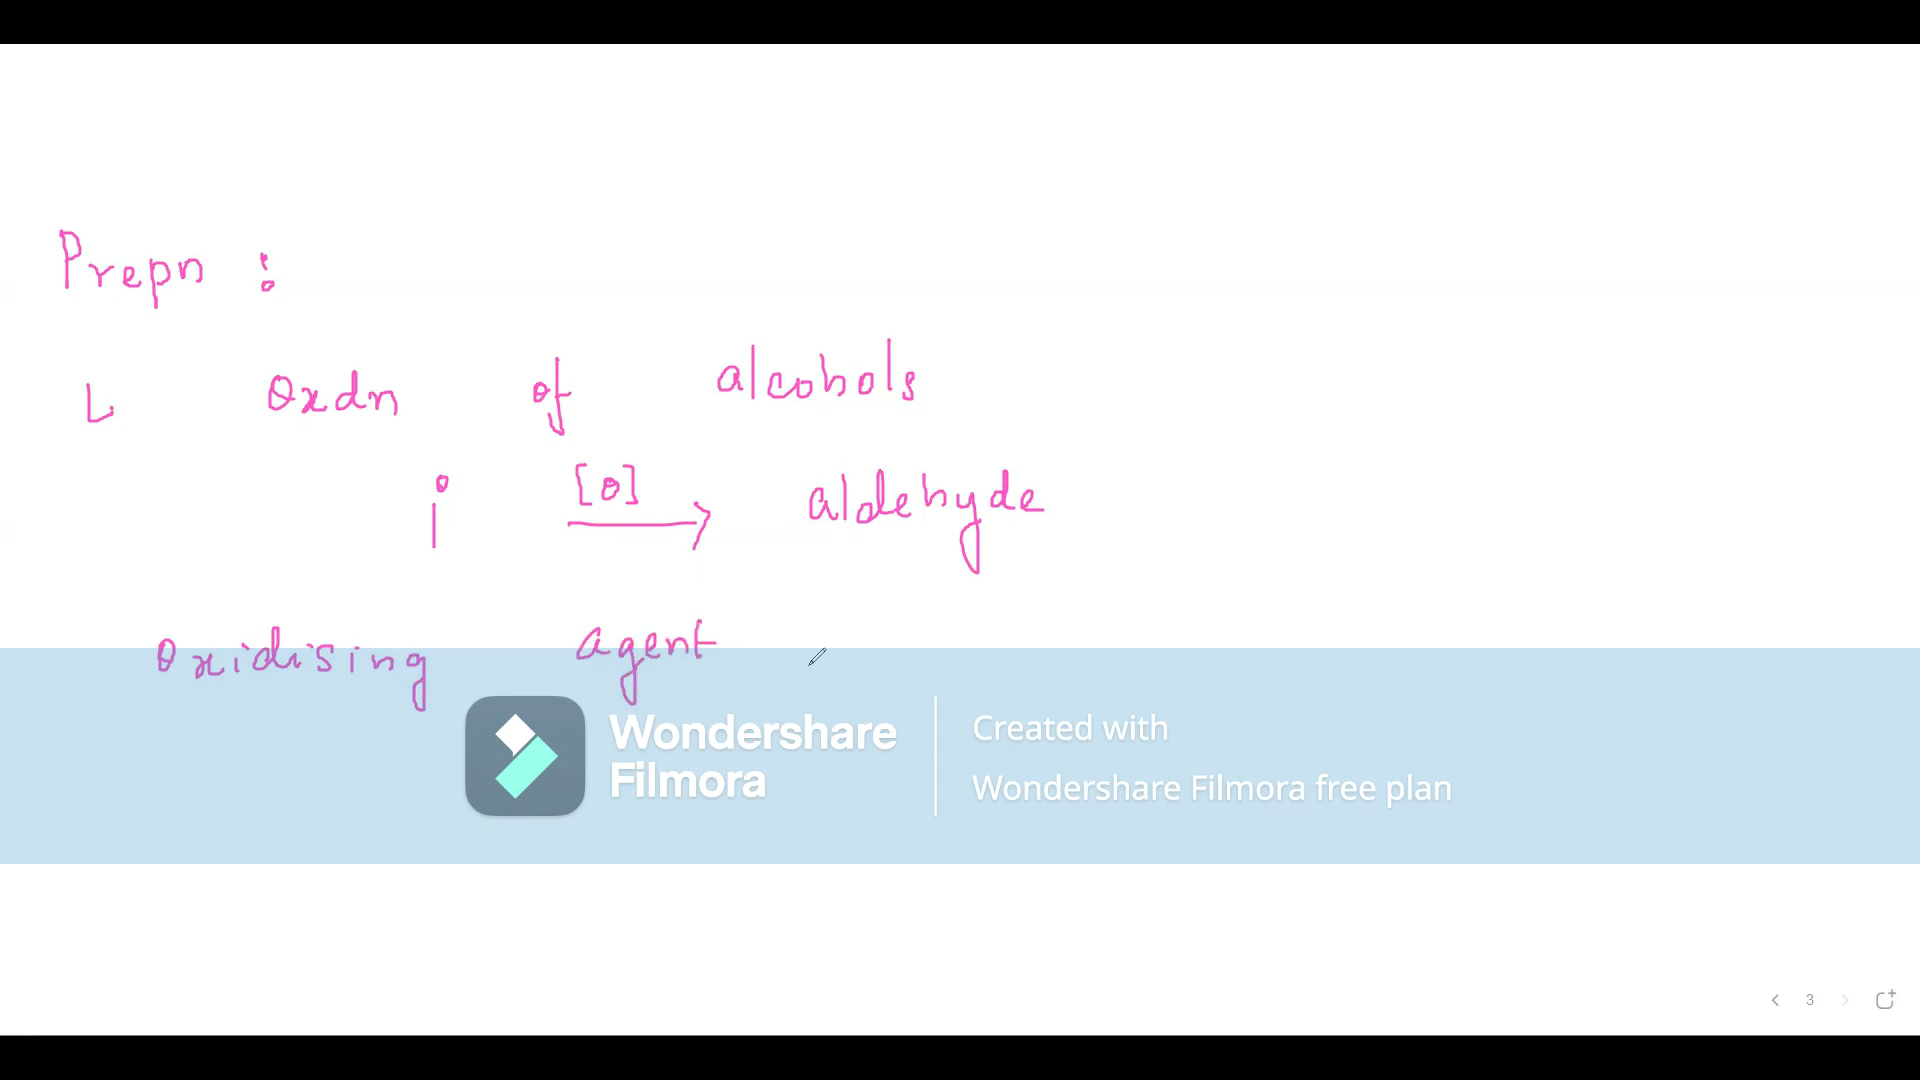 Prepn :
1. Oxdn of alcohols
1° [O] → aldehyde
Oxidising agent
Wondershare Filmora
Created with
Wondershare Filmora free plan
3